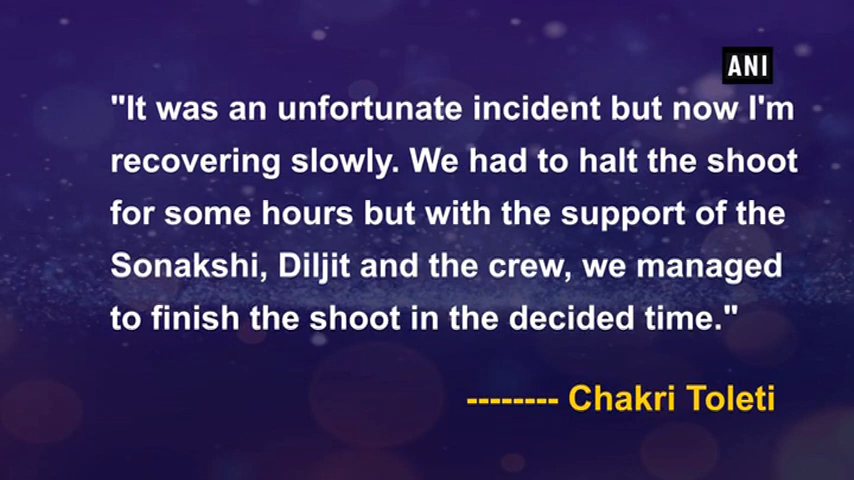 ANI
"It was an unfortunate incident but now I'm
recovering slowly. We had to halt the shoot
for some hours but with the support of the
Sonakshi, Diljit and the crew, we managed
to finish the shoot in the decided time."
-------- Chakri Toleti